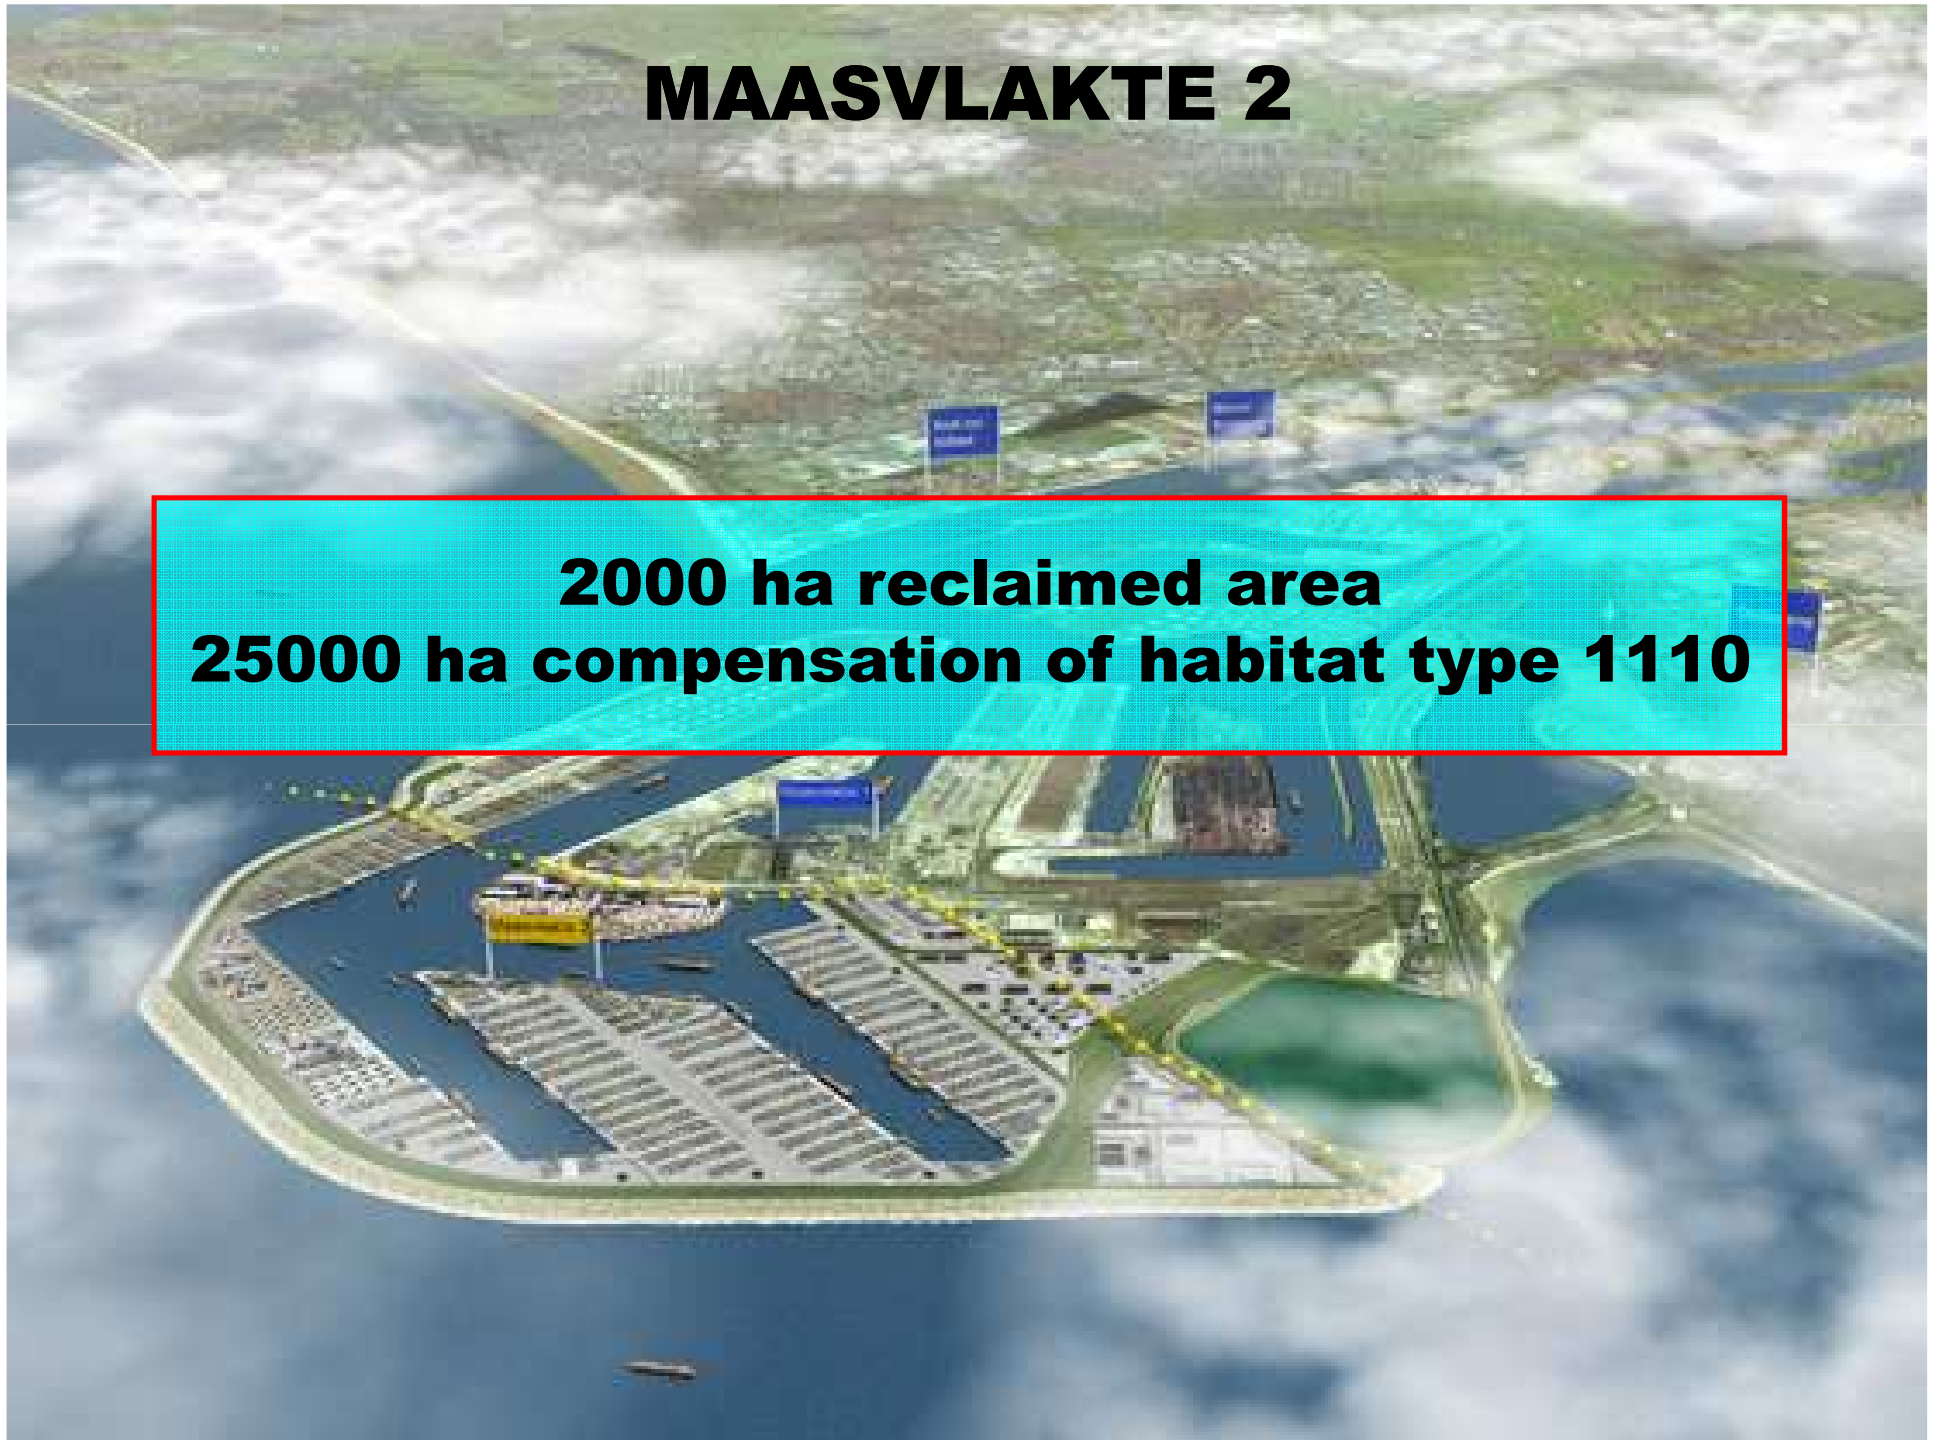 MAASVLAKTE 2
2000 ha reclaimed area
25000 ha compensation of habitat type 1110